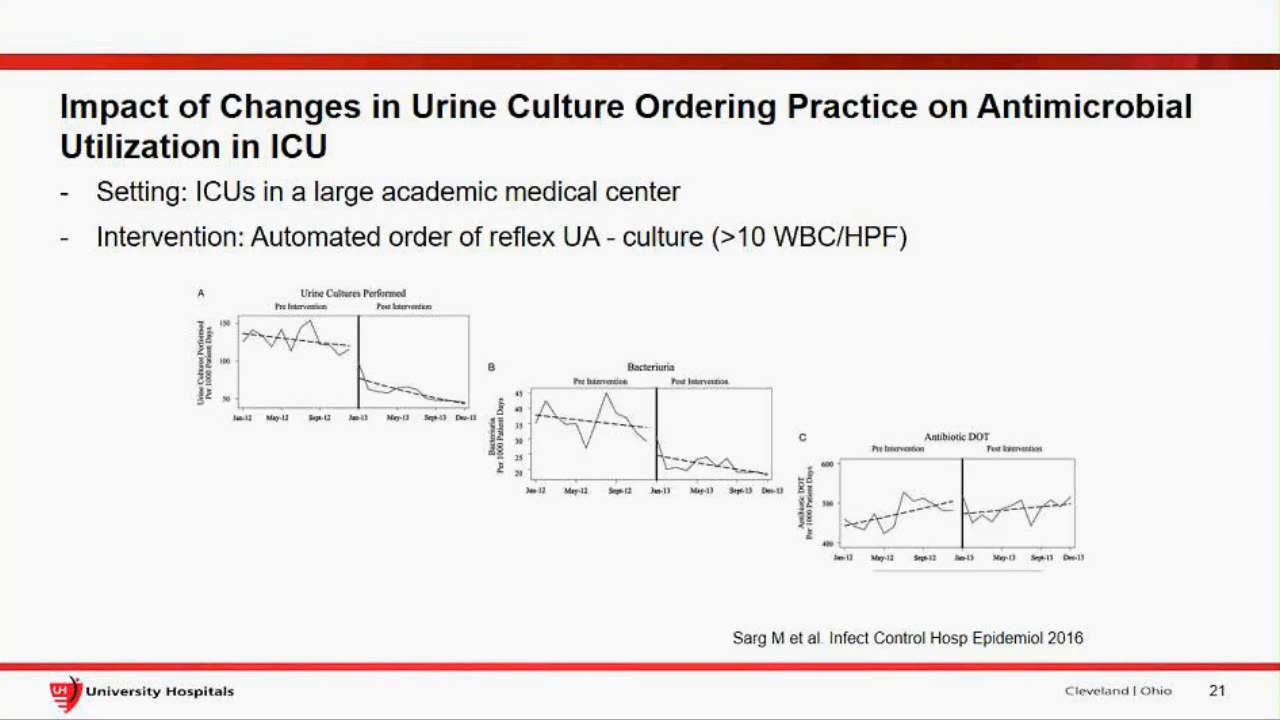 Impact of Changes in Urine Culture Ordering Practice on Antimicrobial
Utilization in ICU
- Setting: ICUs in a large academic medical center
- Intervention: Automated order of reflex UA - culture (>10 WBC/HPF)
A
Urine Cultures Performed
Pre Intervention Post Intervention
Urine Cultures Performed
Per 1000 Patient Days
150
100
50
Jan-12 May-12 Sept-12 Jan-13 May-13 Sept-13 Dec-13
B
Bacteriuria
Pre Intervention Post Intervention
Bacteriuria
Per 1000 Patient Days
45
40
35
30
25
20
Jan-12 May-12 Sept-12 Jan-13 May-13 Sept-13 Dec-13
C
Antibiotic DOT
Pre Intervention Post Intervention
Antibiotic DOT
Per 1000 Patient Days
600
500
400
Jan-12 May-12 Sept-12 Jan-13 May-13 Sept-13 Dec-13
Sarg M et al. Infect Control Hosp Epidemiol 2016
UH University Hospitals
Cleveland | Ohio 21